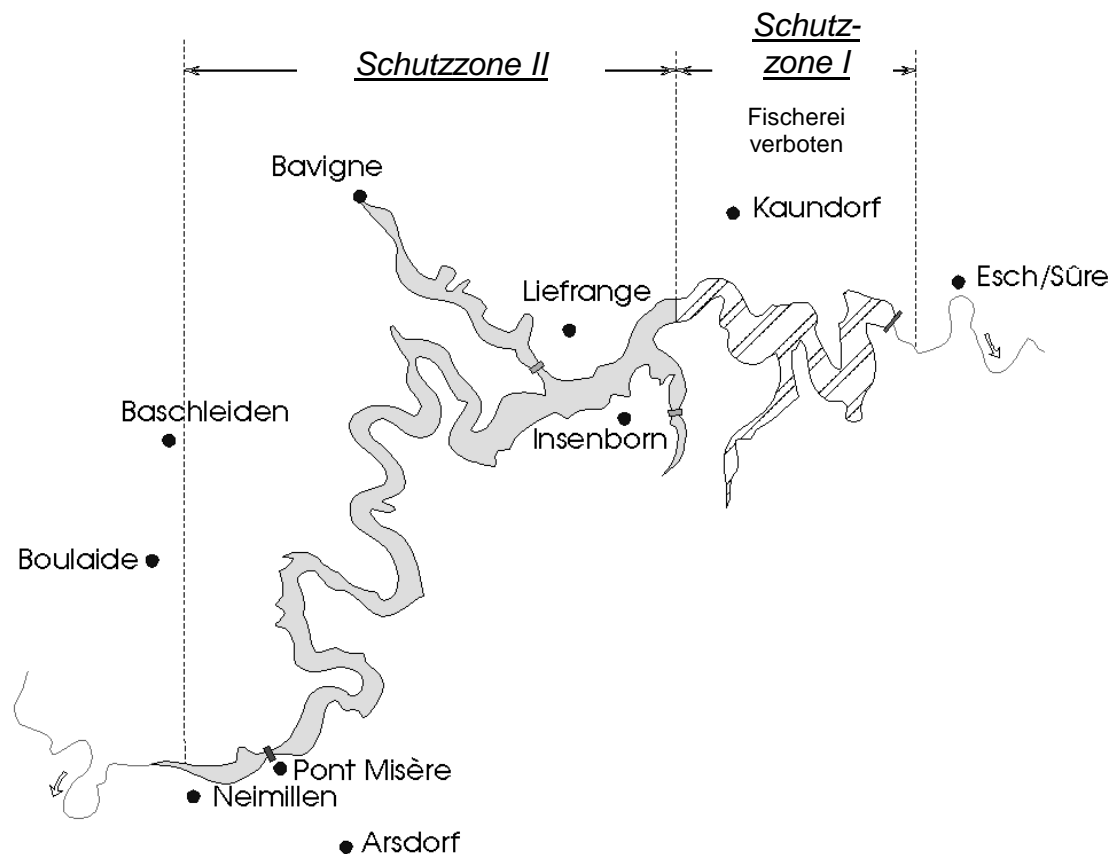 Schutzzone II
Schutz-
zone I
Fischerei
verboten
Bavigne
Kaundorf
Esch/Sûre
Liefrange
Baschleiden
Insenborn
Boulaide
Pont Misère
Neimillen
Arsdorf